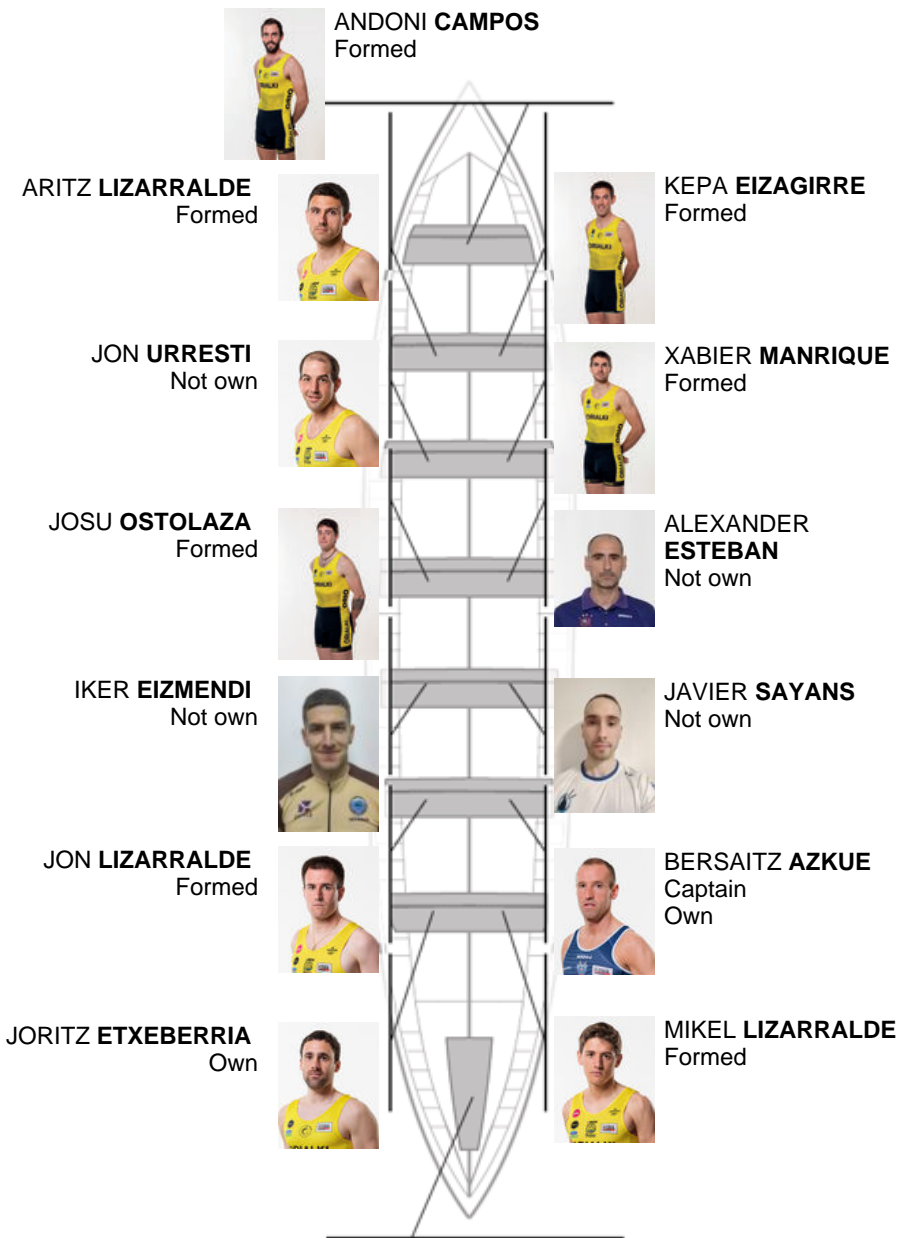 ANDONI CAMPOS
Formed
ARITZ LIZARRALDE
Formed
KEPA EIZAGIRRE
Formed
JON URRESTI
Not own
XABIER MANRIQUE
Formed
JOSU OSTOLAZA
Formed
ALEXANDER
ESTEBAN
Not own
IKER EIZMENDI
Not own
JAVIER SAYANS
Not own
JON LIZARRALDE
Formed
BERSAITZ AZKUE
Captain
Own
JORITZ ETXEBERRIA
Own
MIKEL LIZARRALDE
Formed